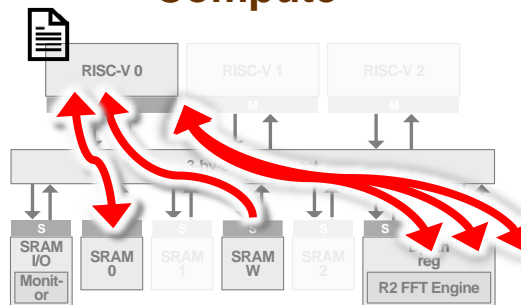 Compute
RISC-V 0
RISC-V 1
RISC-V 2
M
M
S
S
S
SRAM I/O
Monit-
or
SRAM
0
SRAM
1
SRAM
W
SRAM
2
reg
R2 FFT Engine